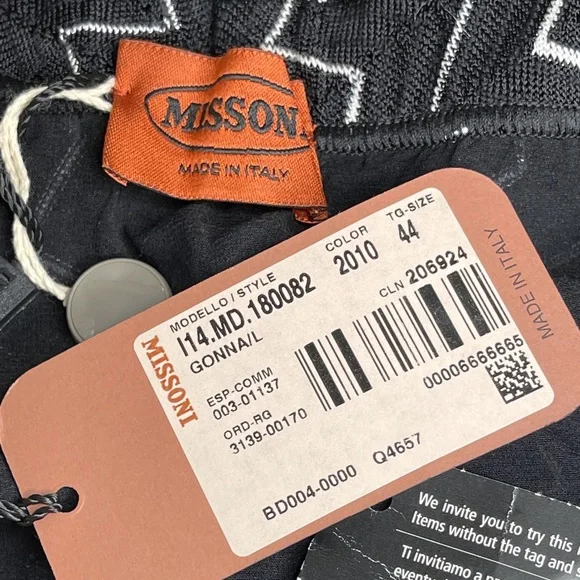 MISSONI
MADE IN ITALY
MISSONI
MODELLO / STYLE
I14.MD.180082
GONNA/L
COLOR
2010
TG-SIZE
44
ESP-COMM
003-01137
ORD-RG
3139-00170
CLN 206924
00006666665
BD004-0000 Q4657
MADE IN ITALY
We invite you to try this
Items without the tag and s
Ti invitiamo a